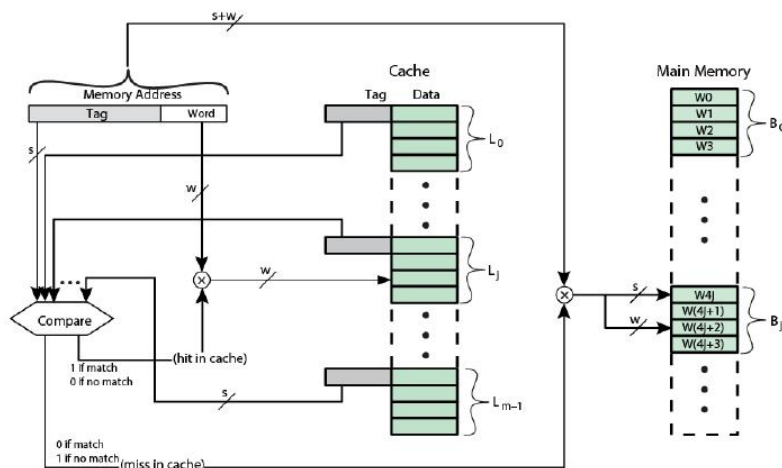 s+w
Cache
Main Memory
Memory Address
Tag
Data
Tag
Word
W0
W1
W2
W3
B0
L0
s
w
w
Lj
s
W4j
W(4j+1)
w
W(4j+2)
W(4j+3)
Bj
Compare
1 if match
0 if no match
(hit in cache)
s
Lm–1
0 if match
1 if no match
(miss in cache)